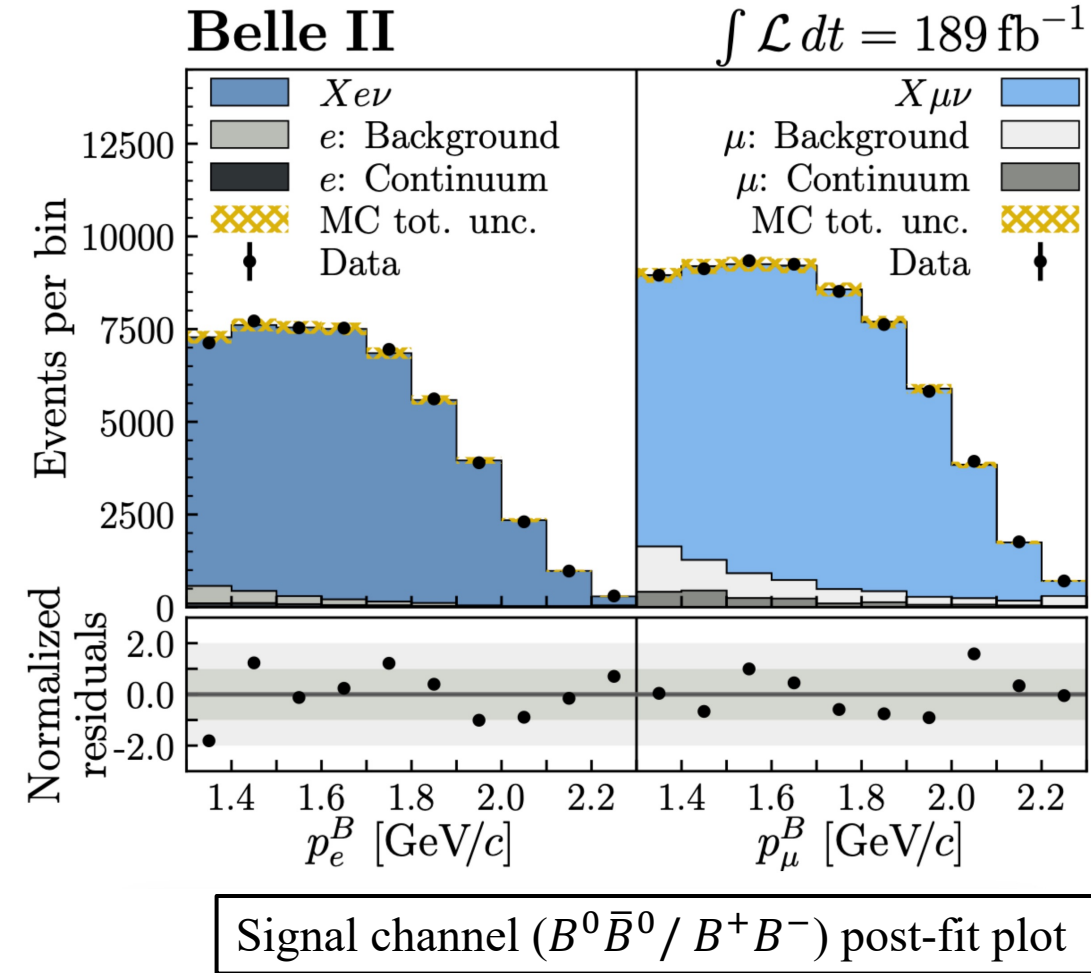 Belle II
∫ ℒ dt = 189 fb⁻¹
Xeν
e: Background
e: Continuum
MC tot. unc.
Data
Xμν
μ: Background
μ: Continuum
MC tot. unc.
Data
Events per bin
12500
10000
7500
5000
2500
0
Normalized
residuals
2.0
0.0
-2.0
1.4 1.6 1.8 2.0 2.2 1.4 1.6 1.8 2.0 2.2
p_e^B [GeV/c] p_μ^B [GeV/c]
Signal channel (B⁰B̄⁰/ B⁺B⁻) post-fit plot